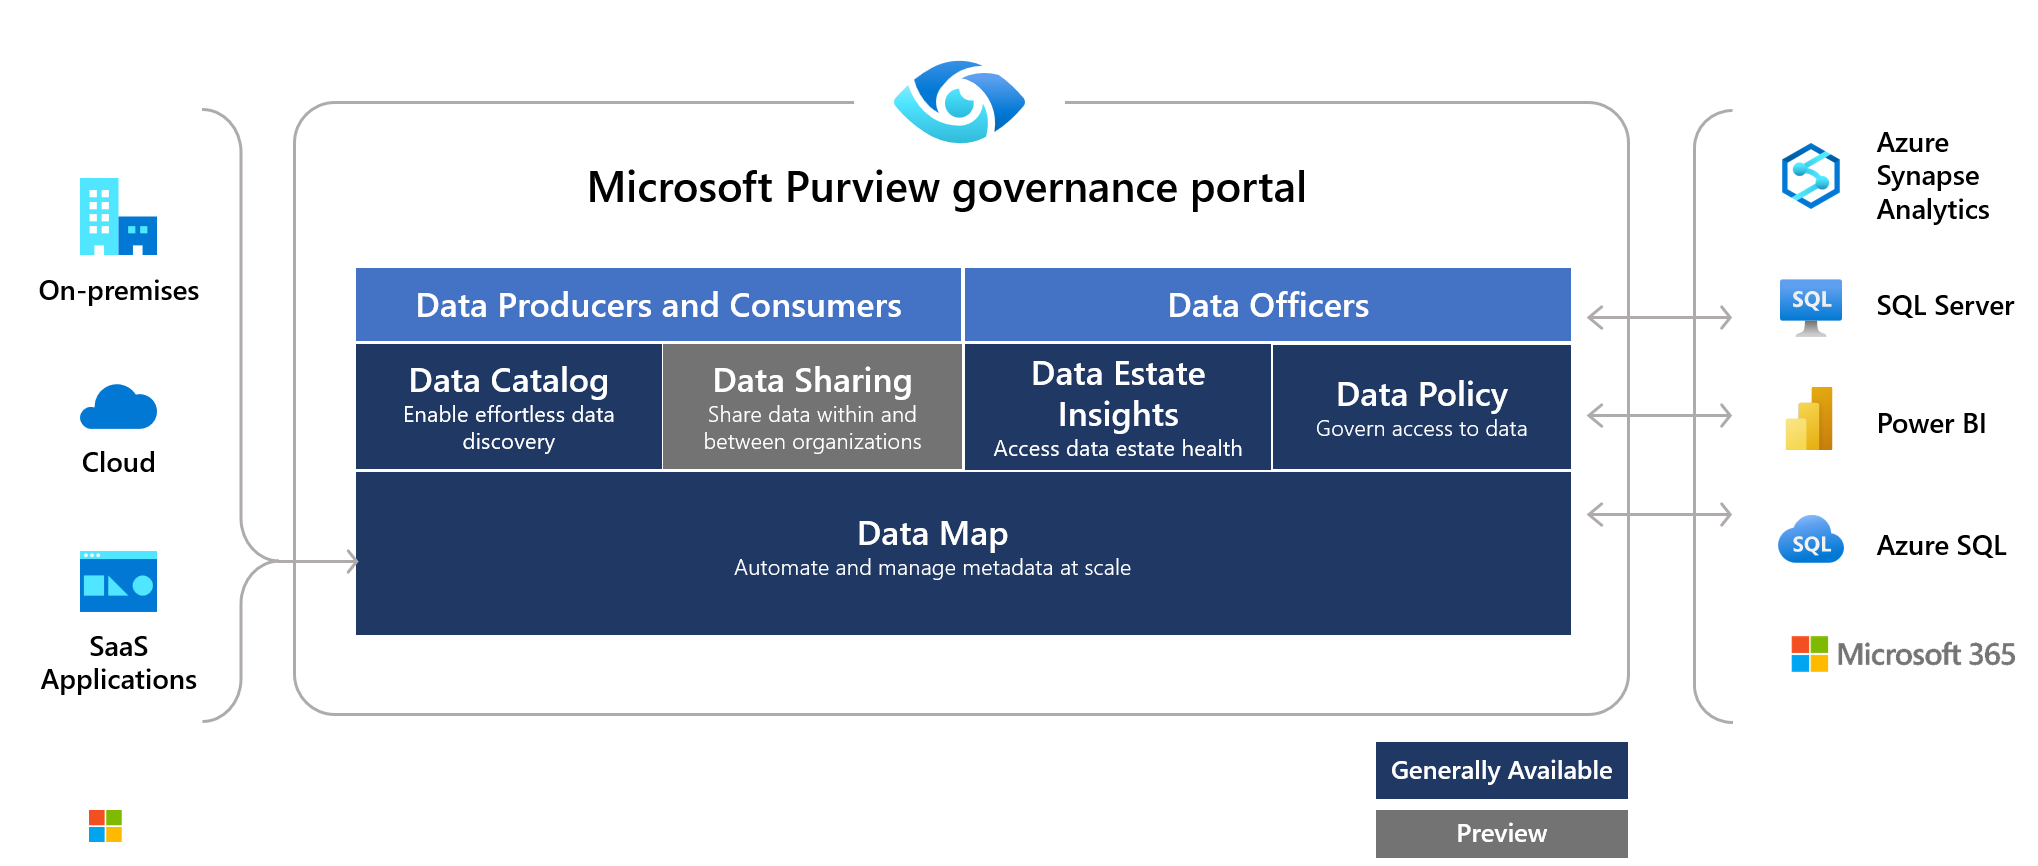 Microsoft Purview governance portal
On-premises
Cloud
SaaS
Applications
Data Producers and Consumers
Data Officers
Data Catalog
Enable effortless data
discovery
Data Sharing
Share data within and
between organizations
Data Estate
Insights
Access data estate health
Data Policy
Govern access to data
Data Map
Automate and manage metadata at scale
Azure
Synapse
Analytics
SQL
SQL Server
Power BI
SQL
Azure SQL
Microsoft 365
Generally Available
Preview